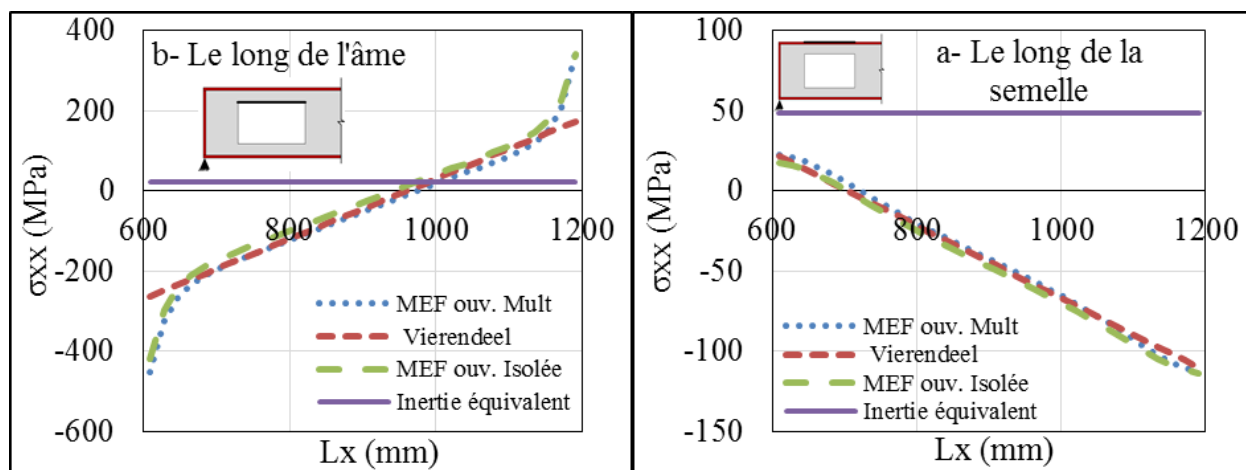 b- Le long de l'âme
400
200
0
-200
-400
-600
600
800
1000
1200
σxx (MPa)
Lx (mm)
MEF ouv. Mult
Vierendeel
MEF ouv. Isolée
Inertie équivalent
a- Le long de la
semelle
100
50
0
-50
-100
-150
600
800
1000
1200
σxx (MPa)
Lx (mm)
MEF ouv. Mult
Vierendeel
MEF ouv. Isolée
Inertie équivalent